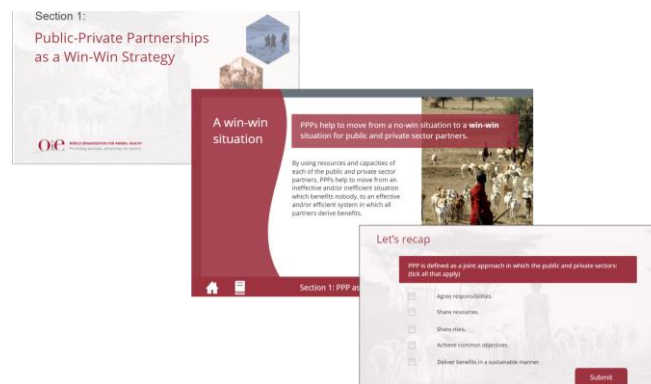 Section 1:
Public-Private Partnerships
as a Win-Win Strategy
Oie WORLD ORGANISATION FOR ANIMAL HEALTH
A win-win
situation
PPPs help to move from a no-win situation to a win-win
situation for public and private sector partners.
By using resources and capacities of
each of the public and private sector
partners, PPPs help to move from an
ineffective and/or inefficient situation
which benefits nobody, to an effective
and/or efficient system in which all
partners derive benefits.
Section 1: PPP as
Let's recap
PPP is defined as a joint approach in which the public and private sectors:
(tick all that apply)
Agree responsibilities.
Share resources.
Share risks.
Achieve common objectives.
Deliver benefits in a sustainable manner.
Submit